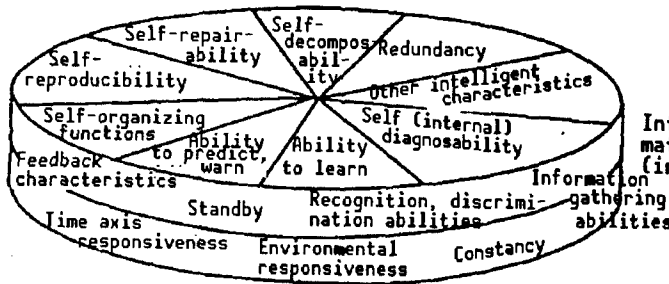 Self-repair-
ability
Self-
decompos-
abil-
ity
Redundancy
Self-
reproducibility
Other intelligent
characteristics
Self-organizing
functions
Ability
to predict,
warn
Ability
to learn
Self (internal)
diagnosability
Feedback
characteristics
Standby
Recognition, discrimi-
nation abilities
Information
gathering
abilities
Time axis
responsiveness
Environmental
responsiveness
Constancy